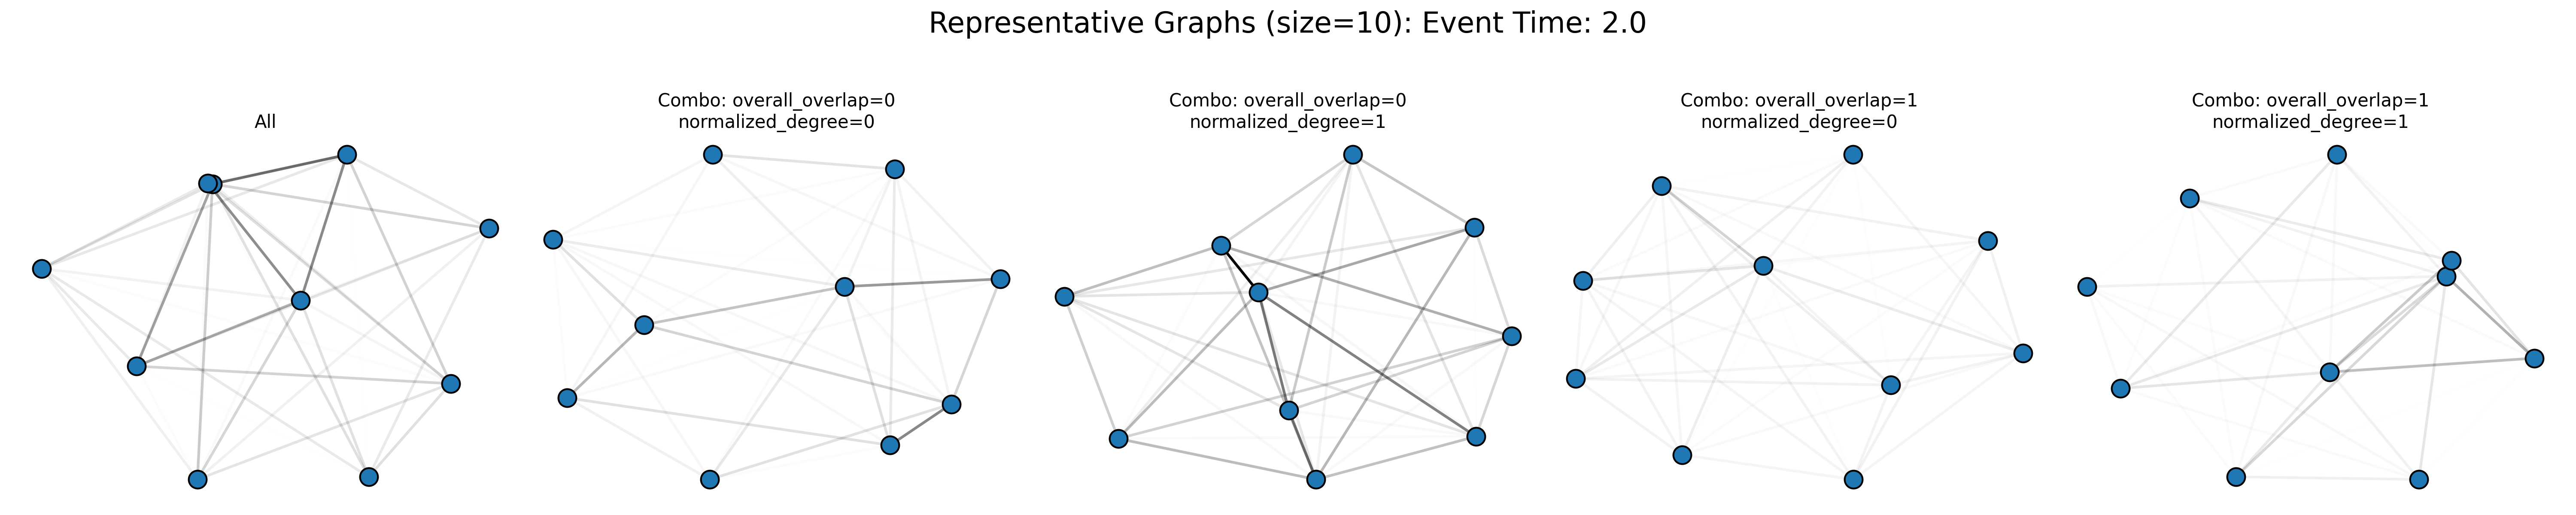 Representative Graphs (size=10): Event Time: 2.0
All
Combo: overall_overlap=0
normalized_degree=0
Combo: overall_overlap=0
normalized_degree=1
Combo: overall_overlap=1
normalized_degree=0
Combo: overall_overlap=1
normalized_degree=1